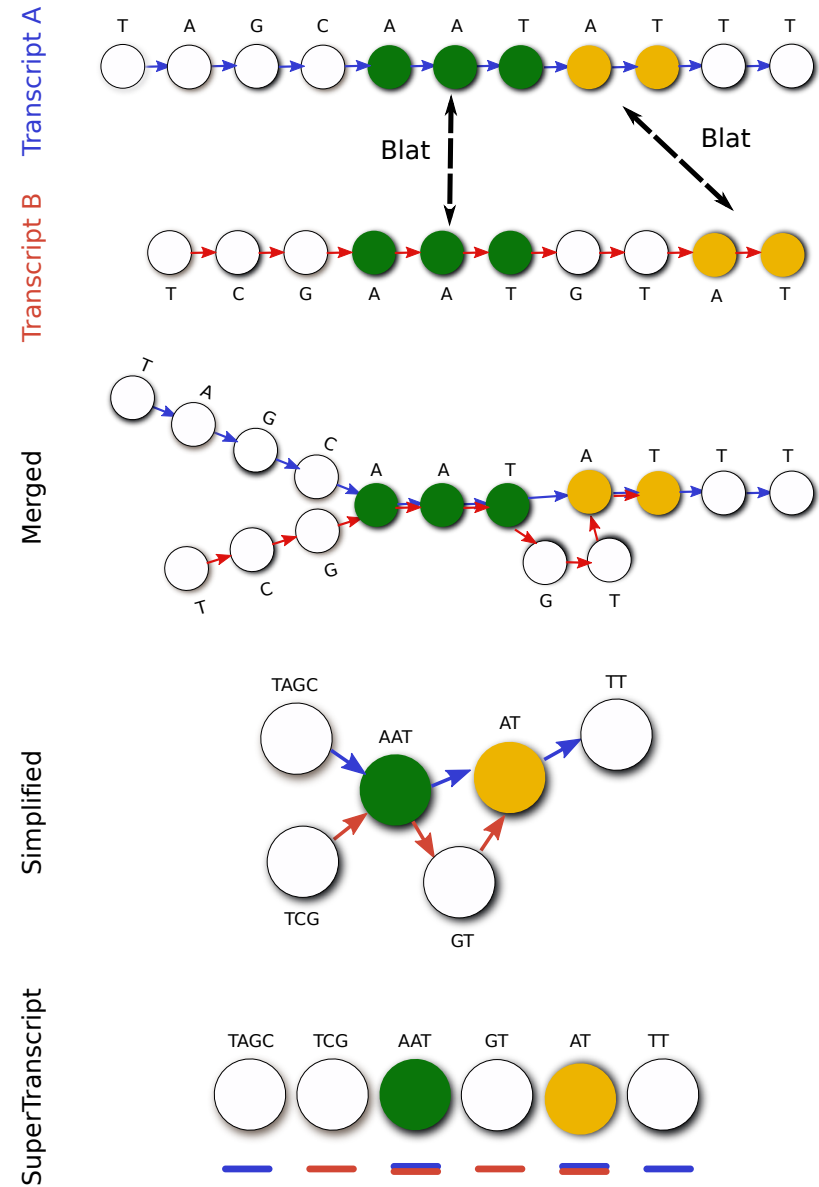 Transcript A
T A G C A A T A T T T
Blat
Blat
Transcript B
T C G A A T G T A T
Merged
T A G C
A A T A T T T
T C G
G T
Simplified
TAGC
TT
AAT
AT
TCG
GT
SuperTranscript
TAGC TCG AAT GT AT TT